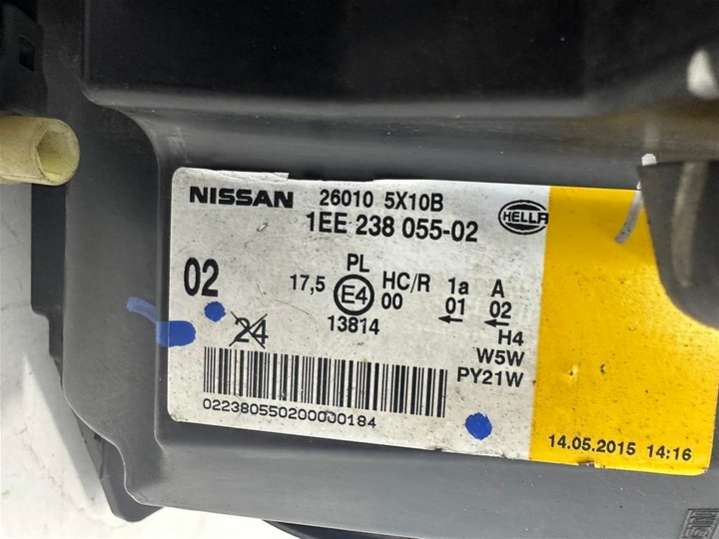 NISSAN 26010 5X10B
1EE 238 055-02
HELLA
02
PL
17,5 E4 HC/R 1a A
00 01 02
13814
24
H4
W5W
PY21W
02238055020000184
14.05.2015 14:16